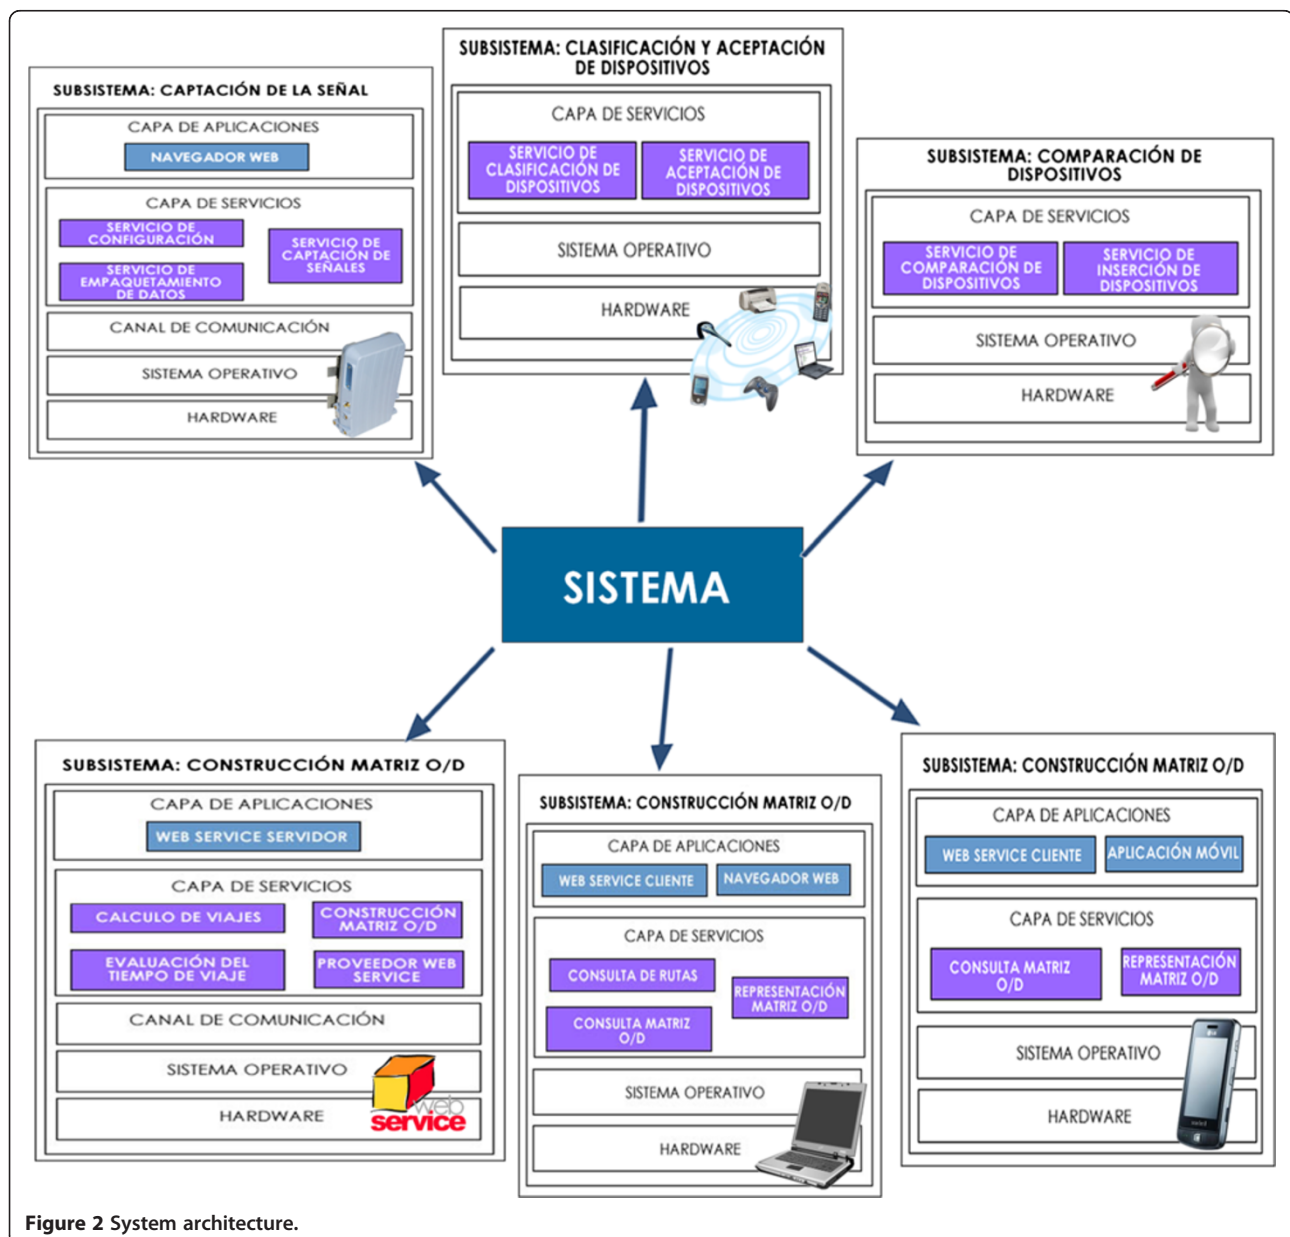 SUBSISTEMA: CAPTACIÓN DE LA SEÑAL
CAPA DE APLICACIONES
NAVEGADOR WEB
CAPA DE SERVICIOS
SERVICIO DE
CONFIGURACIÓN
SERVICIO DE
CAPTACIÓN DE
SEÑALES
SERVICIO DE
EMPAQUETAMIENTO
DE DATOS
CANAL DE COMUNICACIÓN
SISTEMA OPERATIVO
HARDWARE
SUBSISTEMA: CLASIFICACIÓN Y ACEPTACIÓN
DE DISPOSITIVOS
CAPA DE SERVICIOS
SERVICIO DE
CLASIFICACIÓN DE
DISPOSITIVOS
SERVICIO DE
ACEPTACIÓN DE
DISPOSITIVOS
SISTEMA OPERATIVO
HARDWARE
SUBSISTEMA: COMPARACIÓN DE
DISPOSITIVOS
CAPA DE SERVICIOS
SERVICIO DE
COMPARACIÓN DE
DISPOSITIVOS
SERVICIO DE
INSERCIÓN DE
DISPOSITIVOS
SISTEMA OPERATIVO
HARDWARE
SISTEMA
SUBSISTEMA: CONSTRUCCIÓN MATRIZ O/D
CAPA DE APLICACIONES
WEB SERVICE SERVIDOR
CAPA DE SERVICIOS
CALCULO DE VIAJES
CONSTRUCCIÓN
MATRIZ O/D
EVALUACIÓN DEL
TIEMPO DE VIAJE
PROVEEDOR WEB
SERVICE
CANAL DE COMUNICACIÓN
SISTEMA OPERATIVO
HARDWARE
web
service
SUBSISTEMA: CONSTRUCCIÓN MATRIZ O/D
CAPA DE APLICACIONES
WEB SERVICE CLIENTE
NAVEGADOR WEB
CAPA DE SERVICIOS
CONSULTA DE RUTAS
REPRESENTACIÓN
MATRIZ O/D
CONSULTA MATRIZ
O/D
SISTEMA OPERATIVO
HARDWARE
SUBSISTEMA: CONSTRUCCIÓN MATRIZ O/D
CAPA DE APLICACIONES
WEB SERVICE CLIENTE
APLICACIÓN MÓVIL
CAPA DE SERVICIOS
CONSULTA MATRIZ
O/D
REPRESENTACIÓN
MATRIZ O/D
SISTEMA OPERATIVO
HARDWARE
Figure 2 System architecture.